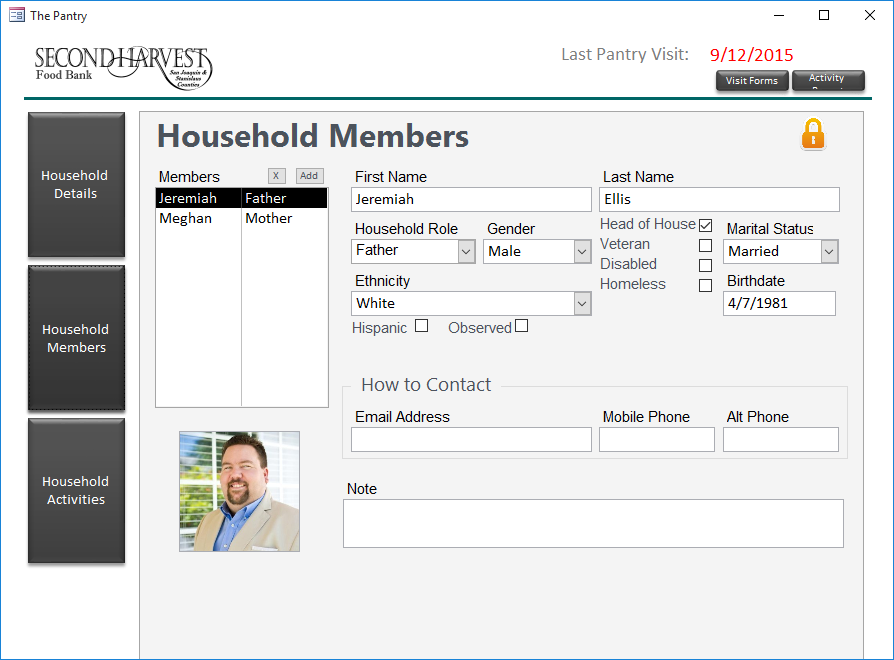 The Pantry
SECOND HARVEST
Food Bank
San Joaquin &
Stanislaus
Counties
Last Pantry Visit: 9/12/2015
Visit Forms
Activity
Household
Details
Household
Members
Household
Activities
Household Members
Members X Add
Jeremiah Father
Meghan Mother
First Name
Jeremiah
Last Name
Ellis
Household Role
Father
Gender
Male
Head of House
Veteran
Disabled
Homeless
Marital Status
Married
Ethnicity
White
Birthdate
4/7/1981
Hispanic Observed
How to Contact
Email Address Mobile Phone Alt Phone
Note